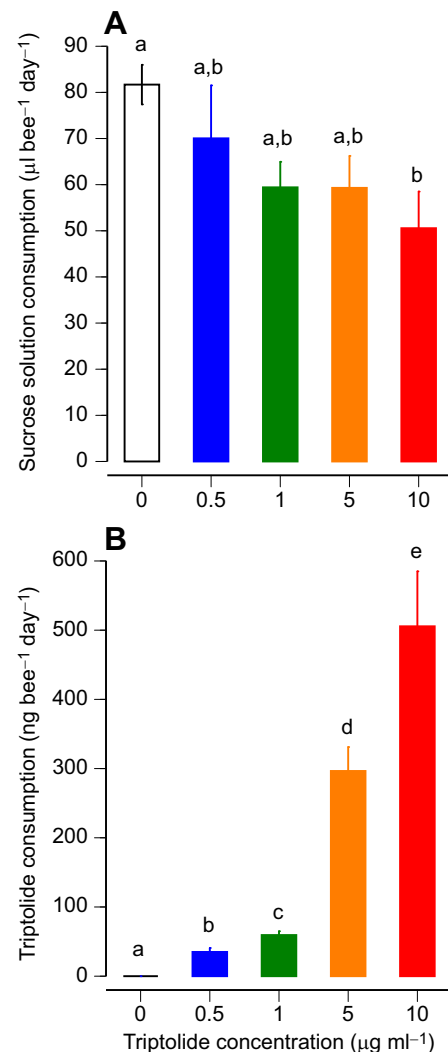 A
Sucrose solution consumption (µl bee⁻¹ day⁻¹)
90
80
70
60
50
40
30
20
10
0
a
a,b
a,b
a,b
b
0 0.5 1 5 10
B
Triptolide consumption (ng bee⁻¹ day⁻¹)
600
500
400
300
200
100
0
a
b
c
d
e
0 0.5 1 5 10
Triptolide concentration (µg ml⁻¹)